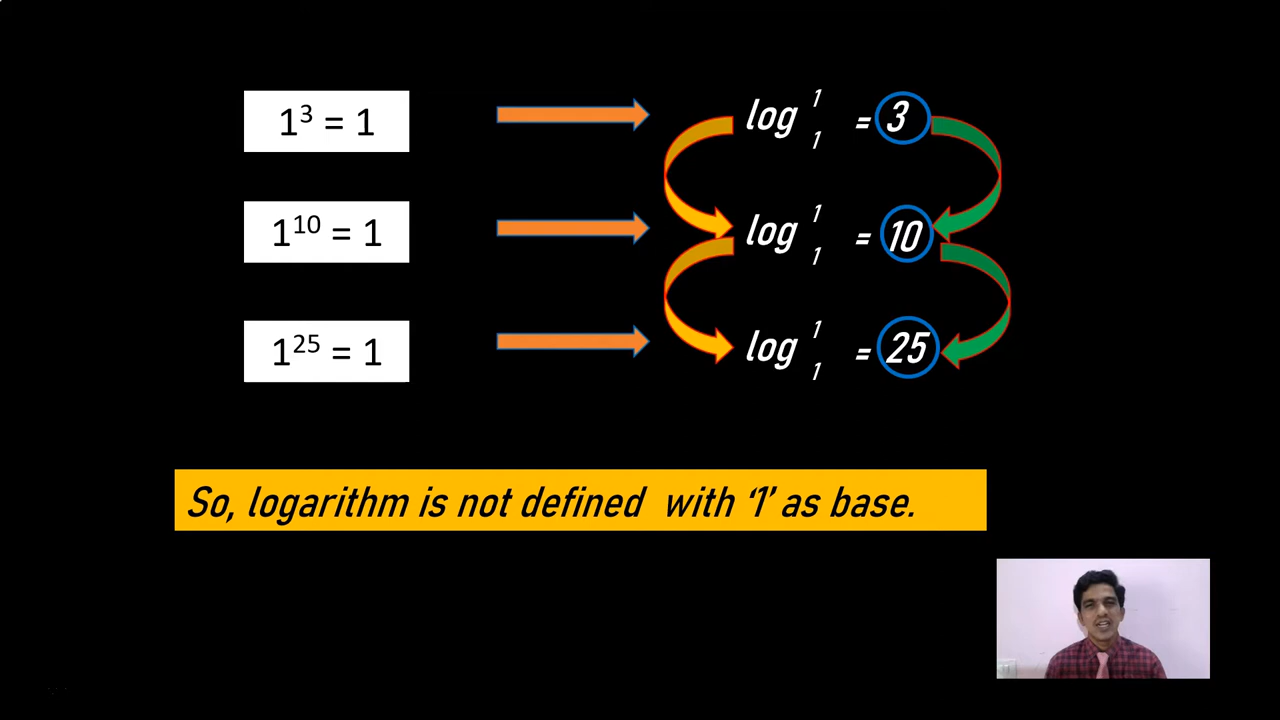 1³ = 1
log 1 1 = 3
1¹⁰ = 1
log 1 1 = 10
1²⁵ = 1
log 1 1 = 25
So, logarithm is not defined with ‘1’ as base.